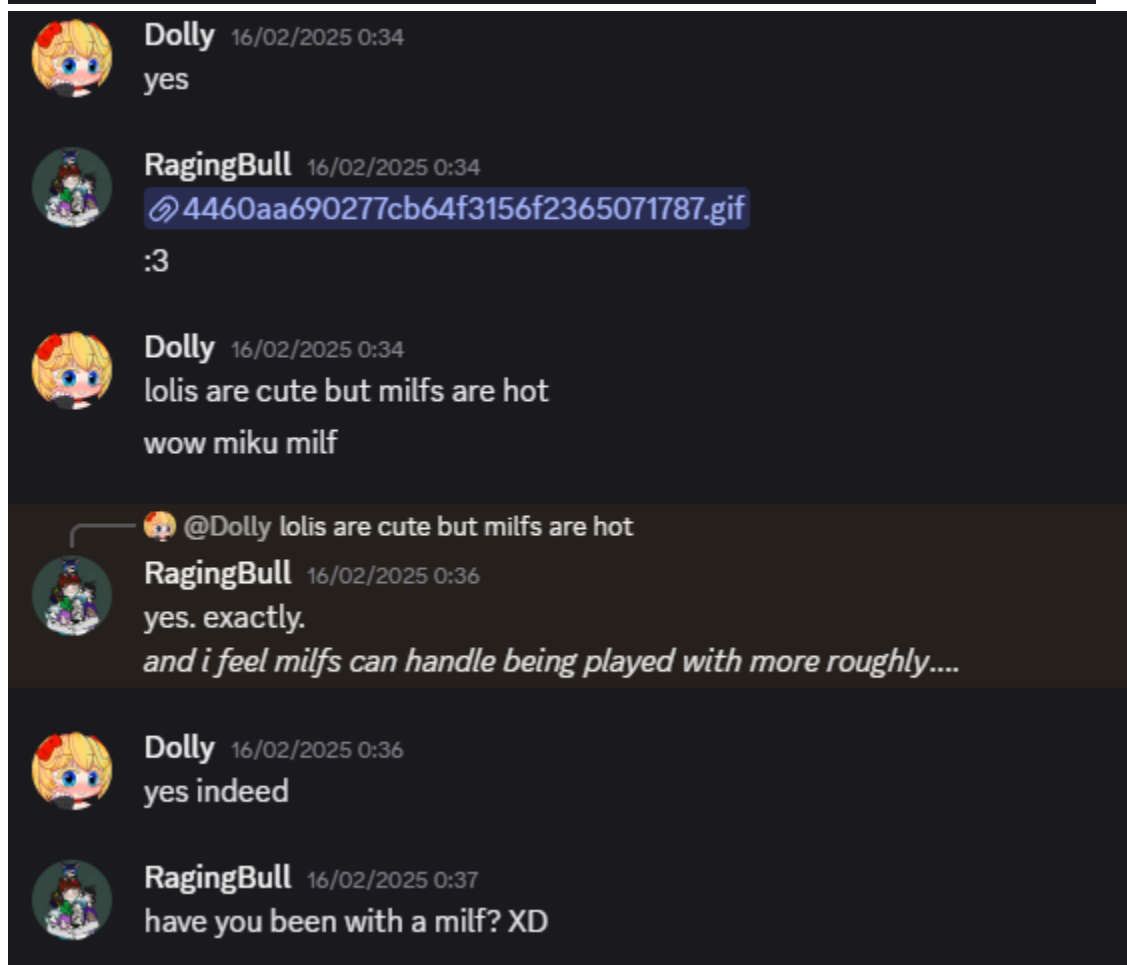 Dolly 16/02/2025 0:34
yes
RagingBull 16/02/2025 0:34
4460aa690277cb64f3156f2365071787.gif
:3
Dolly 16/02/2025 0:34
lolis are cute but milfs are hot
wow miku milf
@Dolly lolis are cute but milfs are hot
RagingBull 16/02/2025 0:36
yes. exactly.
and i feel milfs can handle being played with more roughly....
Dolly 16/02/2025 0:36
yes indeed
RagingBull 16/02/2025 0:37
have you been with a milf? XD